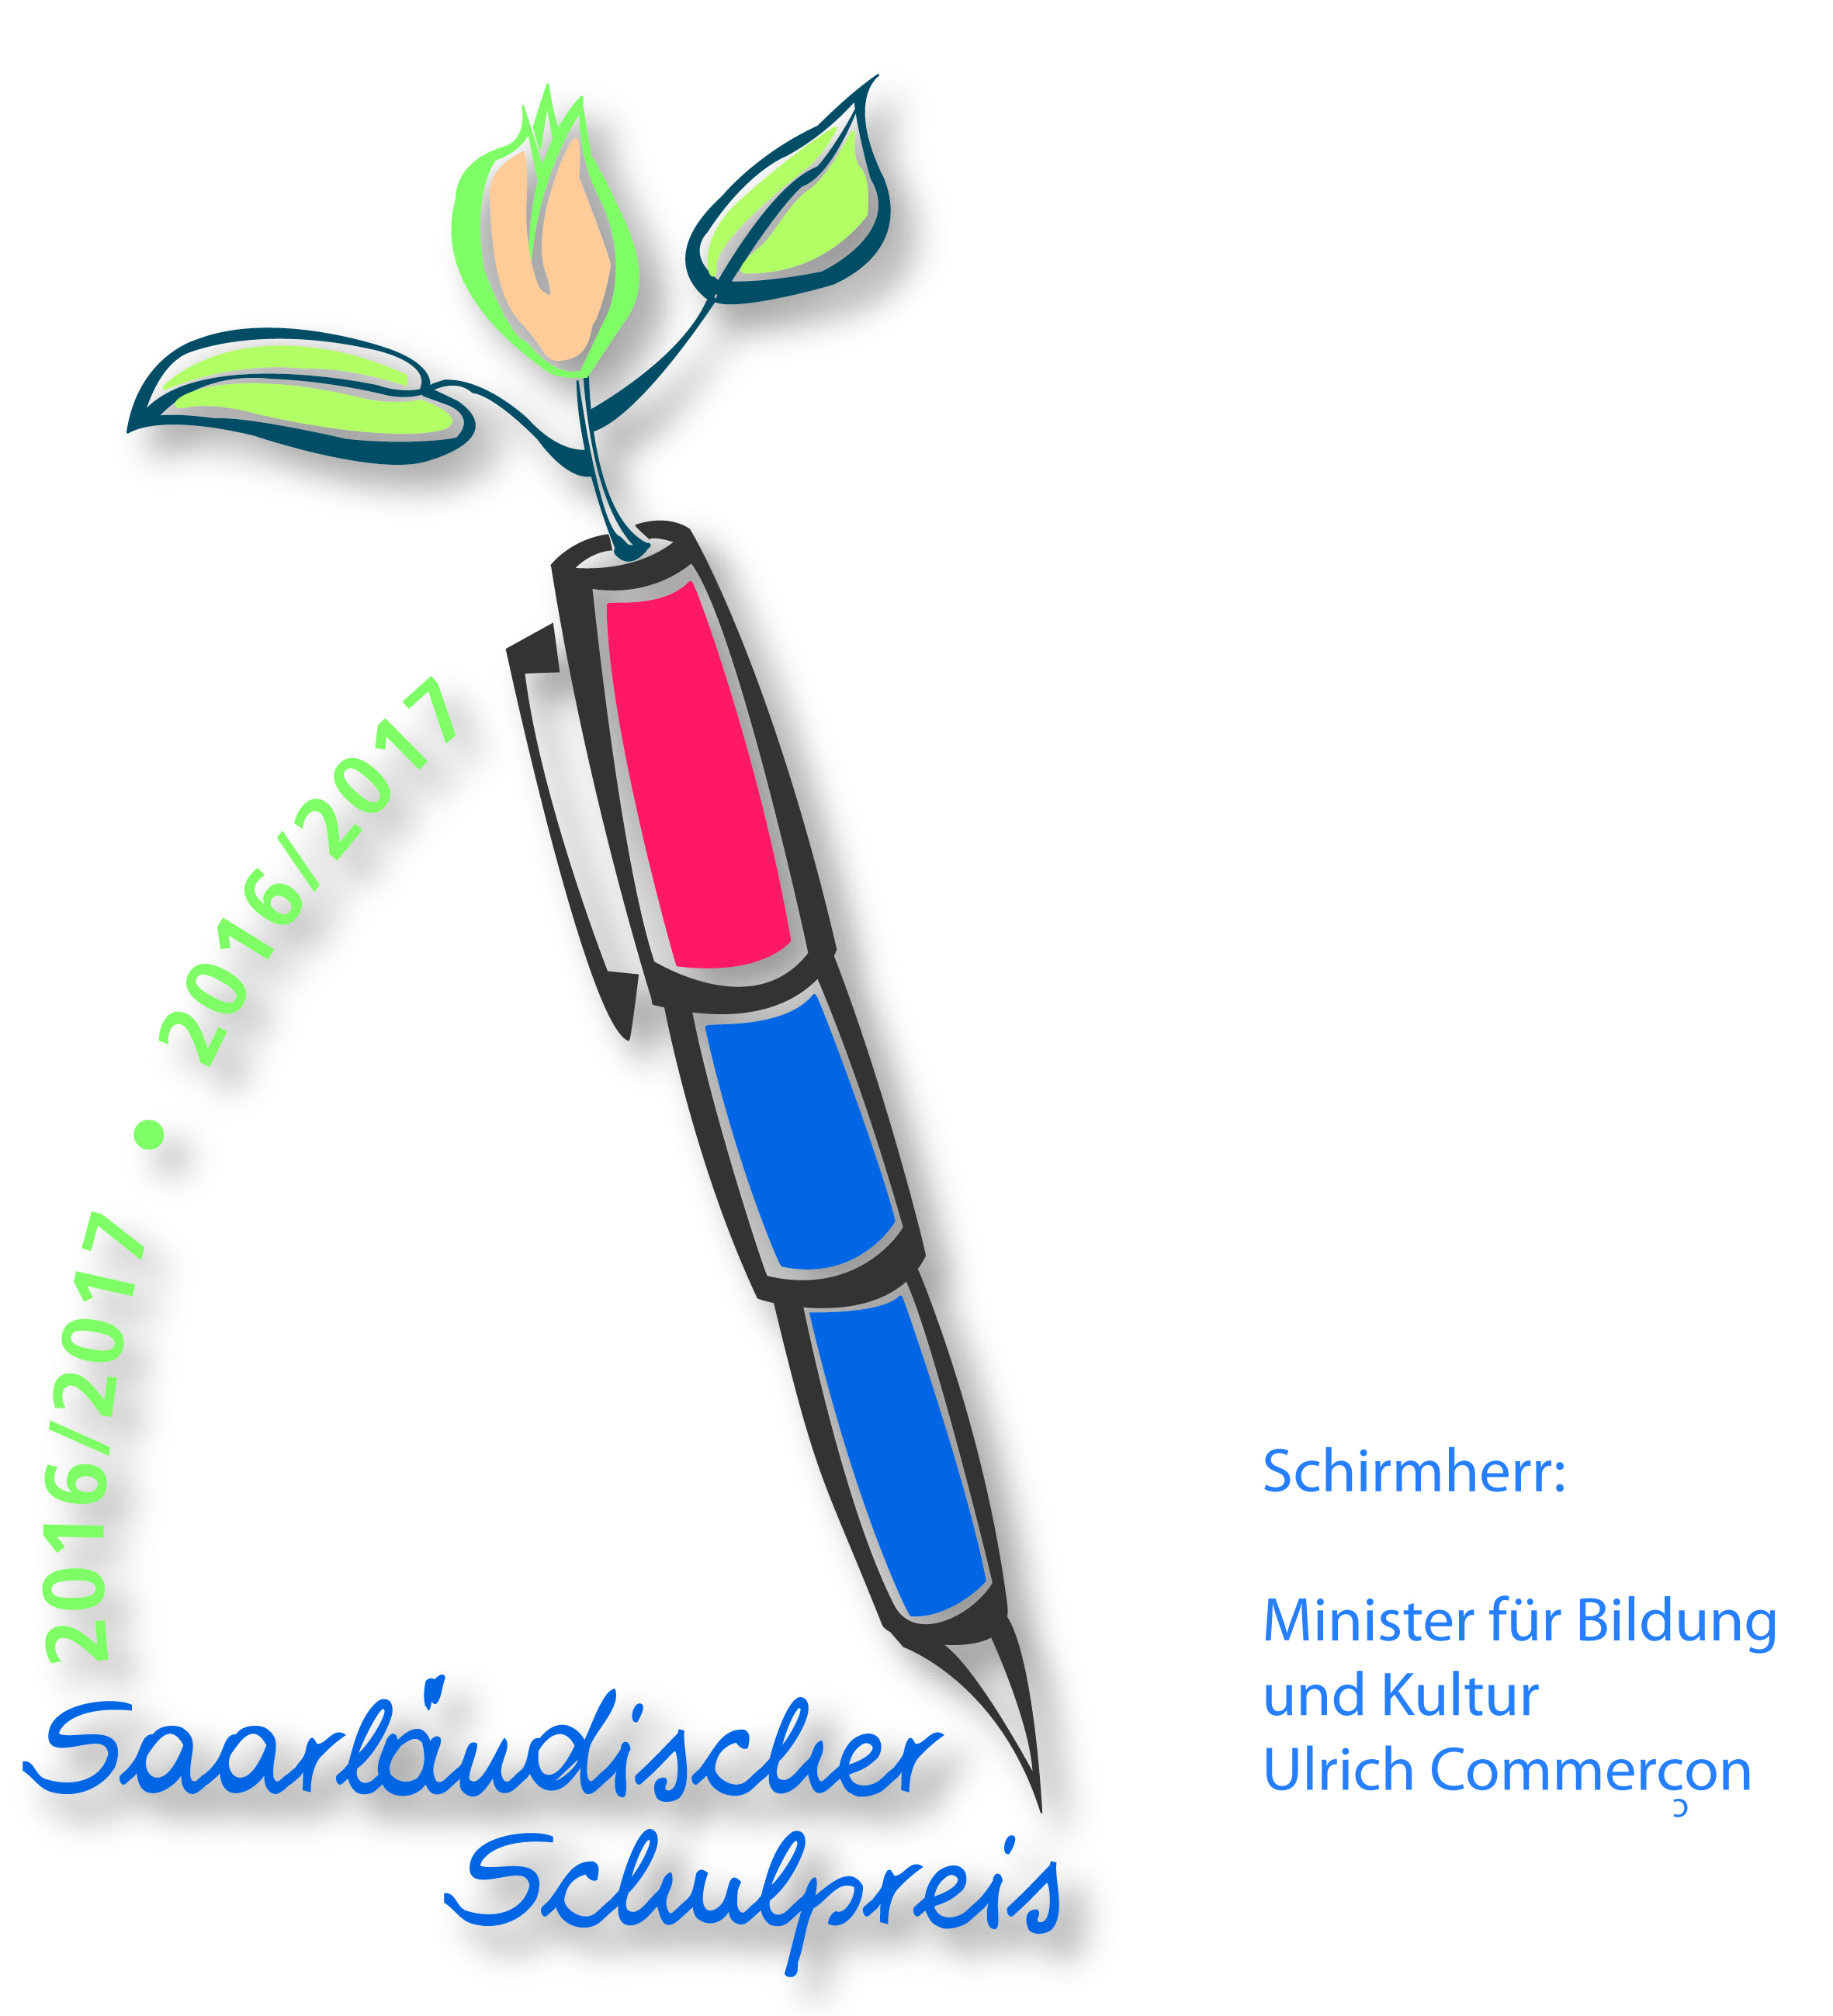 2016/2017 • 2016/2017
Saarländischer
Schulpreis
Schirmherr:
Minister für Bildung
und Kultur
Ulrich Commerçon